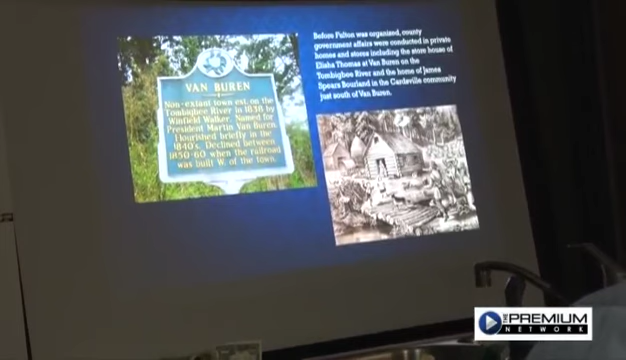 Before Fulton was organized, county
government affairs were conducted in private
homes and stores including the store house of
Elisha Thomas at Van Buren on the
Tombigbee River and the home of James
Spears Bourland in the Cardsville community
just south of Van Buren.
VAN BUREN
Non-extant town est. on the
Tombigbee River in 1838 by
Winfield Walker. Named for
President Martin Van Buren.
Flourished briefly in the
1840's. Declined between
1850-60 when the railroad
was built W. of the town.
THE PREMIUM
NETWORK